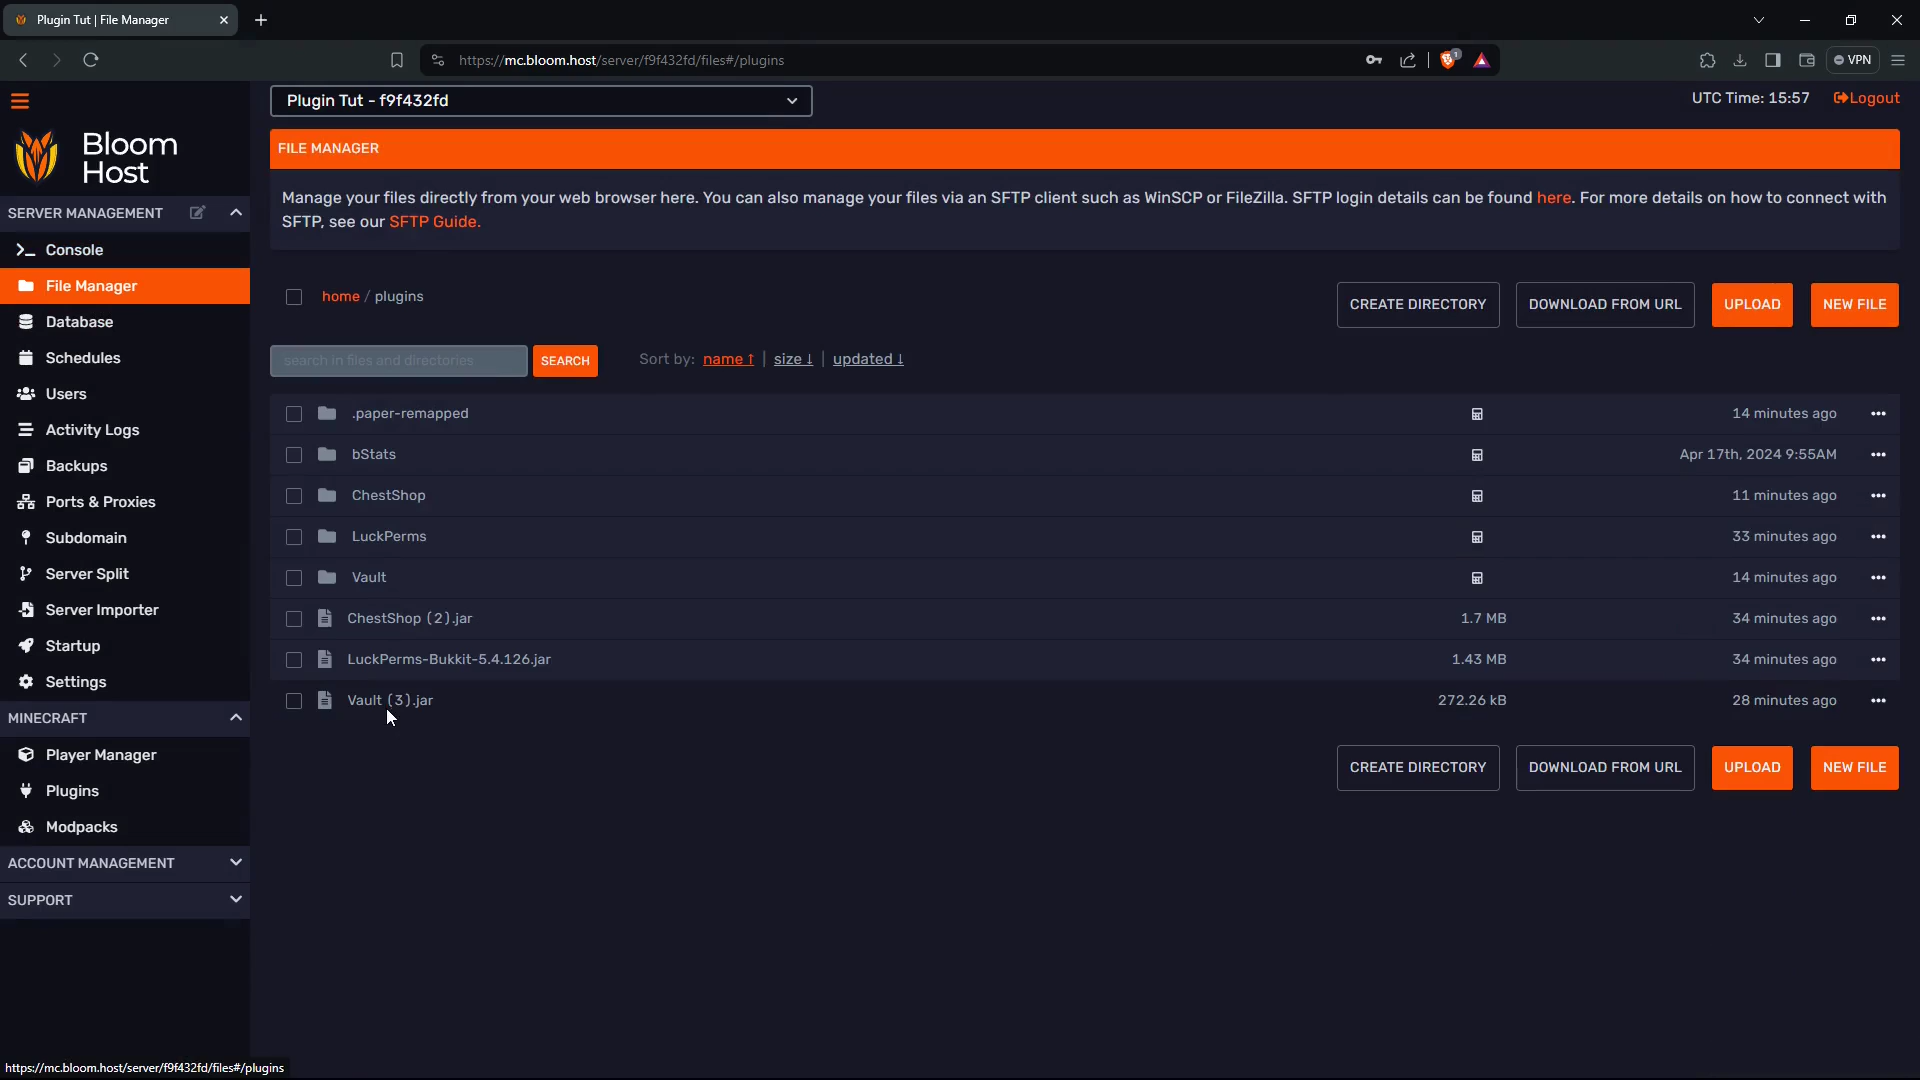 Plugin Tut | File Manager
https://mc.bloom.host/server/f9f432fd/files#/plugins
1
VPN
Bloom
Host
Plugin Tut - f9f432fd
UTC Time: 15:57
Logout
FILE MANAGER
Manage your files directly from your web browser here. You can also manage your files via an SFTP client such as WinSCP or FileZilla. SFTP login details can be found here. For more details on how to connect with
SFTP, see our SFTP Guide.
SERVER MANAGEMENT
Console
File Manager
Database
Schedules
Users
Activity Logs
Backups
Ports & Proxies
Subdomain
Server Split
Server Importer
Startup
Settings
MINECRAFT
Player Manager
Plugins
Modpacks
ACCOUNT MANAGEMENT
SUPPORT
home / plugins
CREATE DIRECTORY
DOWNLOAD FROM URL
UPLOAD
NEW FILE
search in files and directories
SEARCH
Sort by: name ↑ | size ↓ | updated ↓
.paper-remapped 14 minutes ago
bStats Apr 17th, 2024 9:55AM
ChestShop 11 minutes ago
LuckPerms 33 minutes ago
Vault 14 minutes ago
ChestShop (2).jar 1.7 MB 34 minutes ago
LuckPerms-Bukkit-5.4.126.jar 1.43 MB 34 minutes ago
Vault (3).jar 272.26 kB 28 minutes ago
CREATE DIRECTORY
DOWNLOAD FROM URL
UPLOAD
NEW FILE
https://mc.bloom.host/server/f9f432fd/files#/plugins